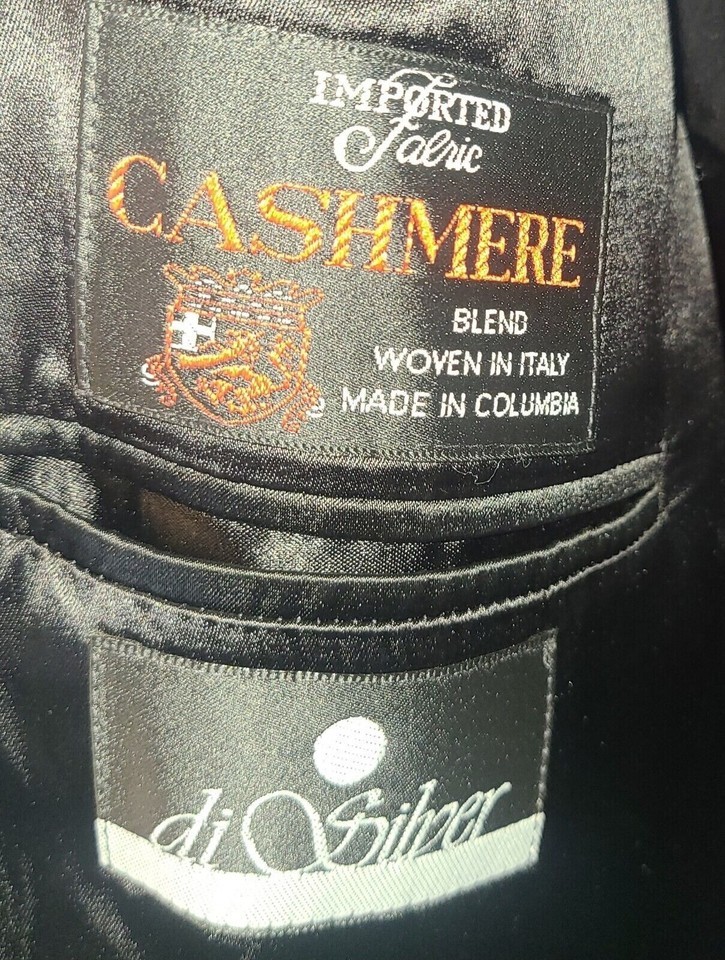 IMPORTED
Fabric
CASHMERE
BLEND
WOVEN IN ITALY
MADE IN COLUMBIA
di Silver